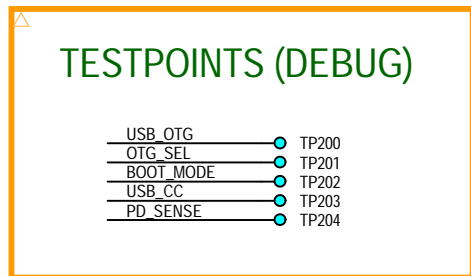 TESTPOINTS (DEBUG)
USB_OTG TP200
OTG_SEL TP201
BOOT_MODE TP202
USB_CC TP203
PD_SENSE TP204